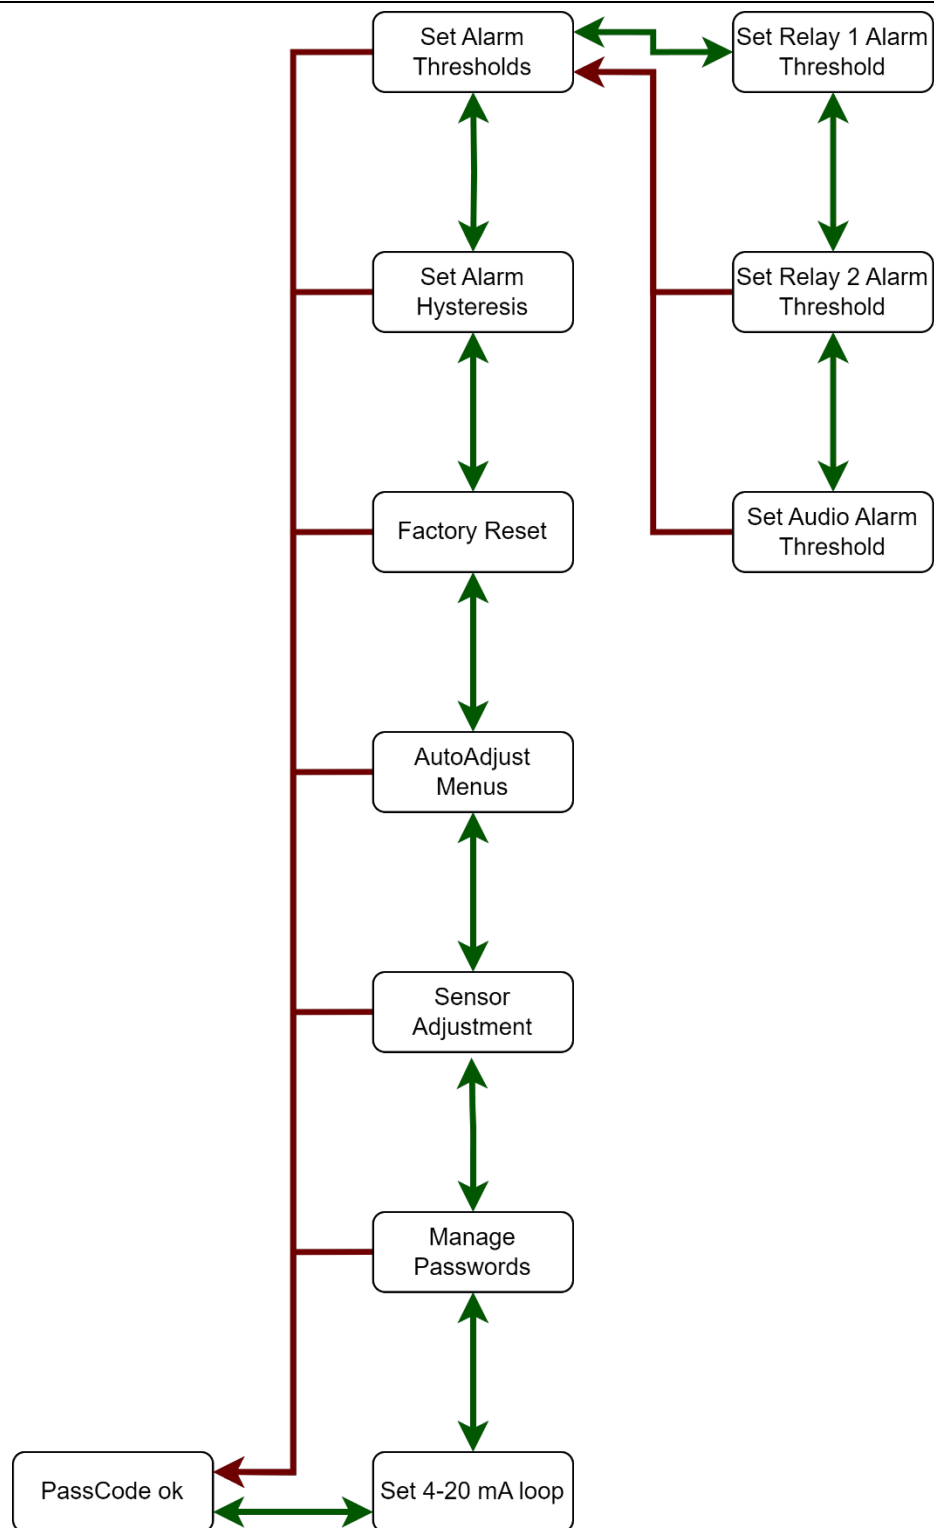 Set Alarm
Thresholds
Set Relay 1 Alarm
Threshold
Set Alarm
Hysteresis
Set Relay 2 Alarm
Threshold
Factory Reset
Set Audio Alarm
Threshold
AutoAdjust
Menus
Sensor
Adjustment
Manage
Passwords
PassCode ok
Set 4-20 mA loop